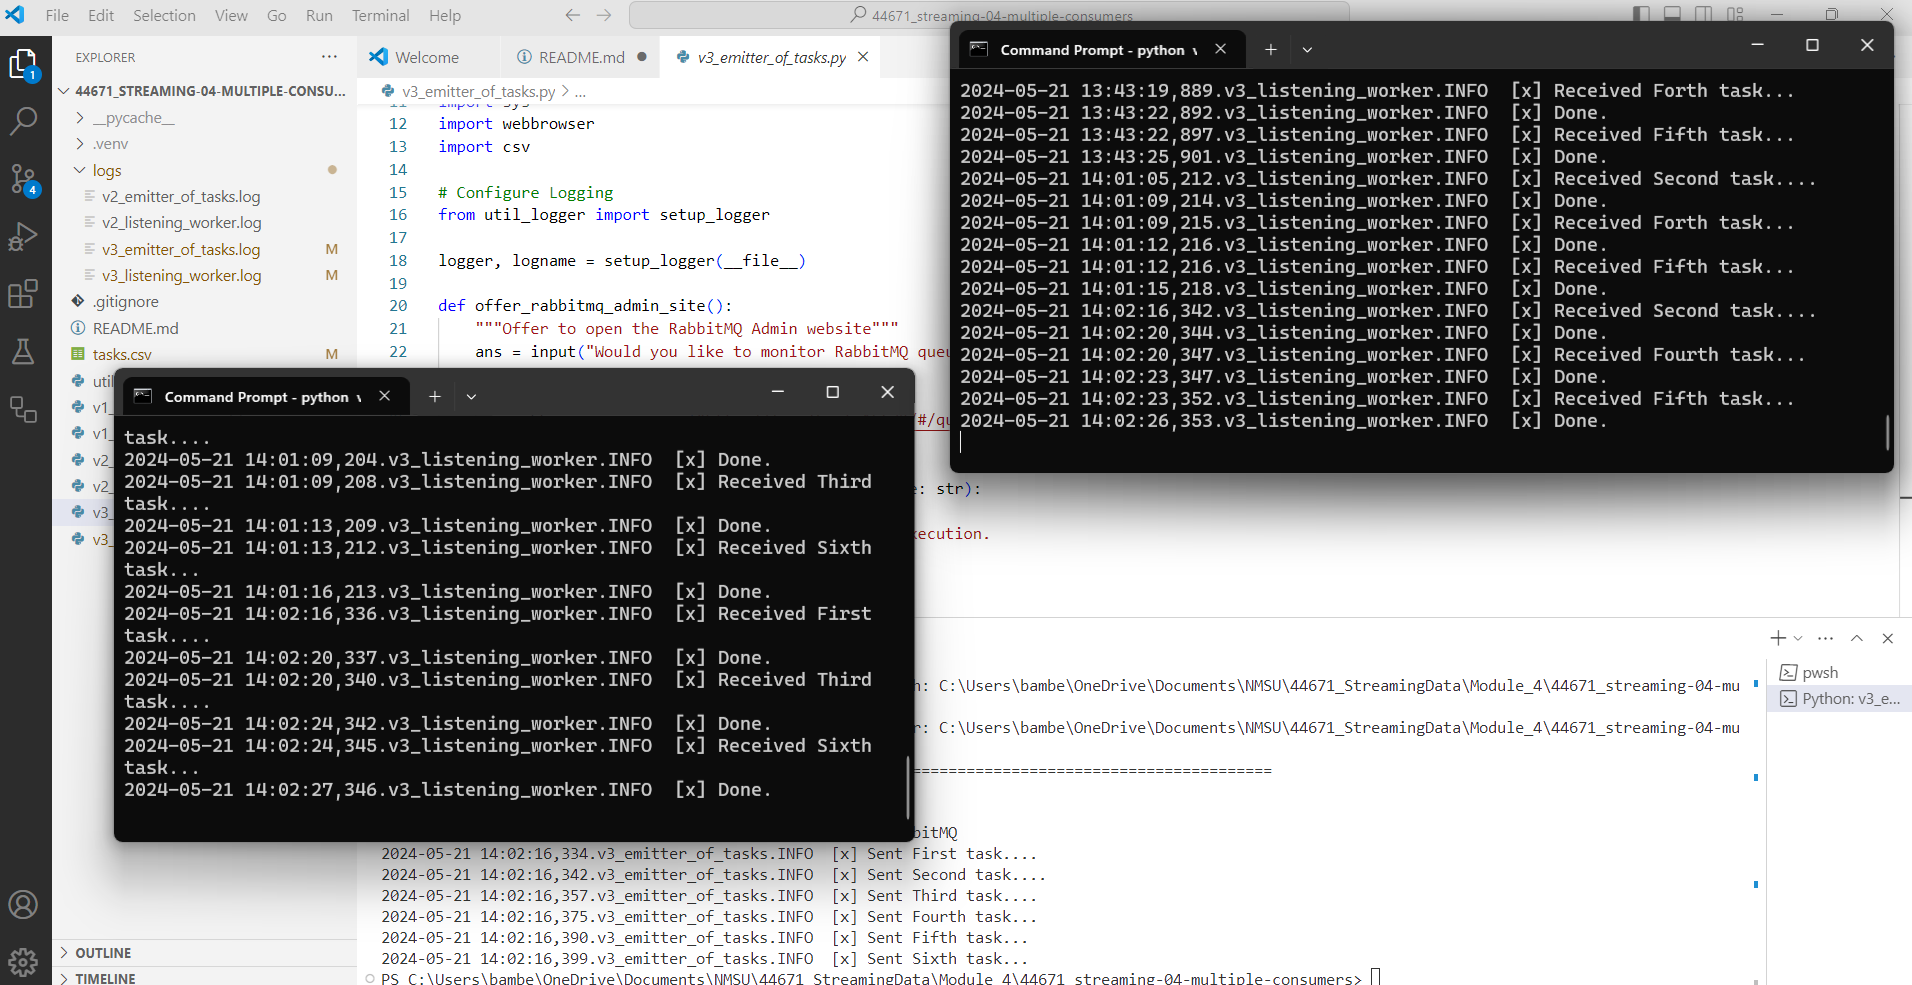 File Edit Selection View Go Run Terminal Help
44671_streaming-04-multiple-consumers
EXPLORER
44671_STREAMING-04-MULTIPLE-CONSU...
__pycache__
.venv
logs
v2_emitter_of_tasks.log
v2_listening_worker.log
v3_emitter_of_tasks.log M
v3_listening_worker.log M
.gitignore
README.md
tasks.csv M
util
v1_
v1_
v2_
v2_
v3_
v3_
OUTLINE
TIMELINE
1
4
Welcome README.md v3_emitter_of_tasks.py
v3_emitter_of_tasks.py > ...
11 import sys
12 import webbrowser
13 import csv
14
15 # Configure Logging
16 from util_logger import setup_logger
17
18 logger, logname = setup_logger(__file__)
19
20 def offer_rabbitmq_admin_site():
21 """Offer to open the RabbitMQ Admin website"""
22 ans = input("Would you like to monitor RabbitMQ queu
/#/qu
e: str):
xecution.
Command Prompt - python v
2024-05-21 13:43:19,889.v3_listening_worker.INFO [x] Received Forth task...
2024-05-21 13:43:22,892.v3_listening_worker.INFO [x] Done.
2024-05-21 13:43:22,897.v3_listening_worker.INFO [x] Received Fifth task...
2024-05-21 13:43:25,901.v3_listening_worker.INFO [x] Done.
2024-05-21 14:01:05,212.v3_listening_worker.INFO [x] Received Second task....
2024-05-21 14:01:09,214.v3_listening_worker.INFO [x] Done.
2024-05-21 14:01:09,215.v3_listening_worker.INFO [x] Received Forth task...
2024-05-21 14:01:12,216.v3_listening_worker.INFO [x] Done.
2024-05-21 14:01:12,216.v3_listening_worker.INFO [x] Received Fifth task...
2024-05-21 14:01:15,218.v3_listening_worker.INFO [x] Done.
2024-05-21 14:02:16,342.v3_listening_worker.INFO [x] Received Second task....
2024-05-21 14:02:20,344.v3_listening_worker.INFO [x] Done.
2024-05-21 14:02:20,347.v3_listening_worker.INFO [x] Received Fourth task...
2024-05-21 14:02:23,347.v3_listening_worker.INFO [x] Done.
2024-05-21 14:02:23,352.v3_listening_worker.INFO [x] Received Fifth task...
2024-05-21 14:02:26,353.v3_listening_worker.INFO [x] Done.
Command Prompt - python v
task....
2024-05-21 14:01:09,204.v3_listening_worker.INFO [x] Done.
2024-05-21 14:01:09,208.v3_listening_worker.INFO [x] Received Third
task....
2024-05-21 14:01:13,209.v3_listening_worker.INFO [x] Done.
2024-05-21 14:01:13,212.v3_listening_worker.INFO [x] Received Sixth
task...
2024-05-21 14:01:16,213.v3_listening_worker.INFO [x] Done.
2024-05-21 14:02:16,336.v3_listening_worker.INFO [x] Received First
task....
2024-05-21 14:02:20,337.v3_listening_worker.INFO [x] Done.
2024-05-21 14:02:20,340.v3_listening_worker.INFO [x] Received Third
task....
2024-05-21 14:02:24,342.v3_listening_worker.INFO [x] Done.
2024-05-21 14:02:24,345.v3_listening_worker.INFO [x] Received Sixth
task...
2024-05-21 14:02:27,346.v3_listening_worker.INFO [x] Done.
pwsh
Python: v3_e...
h: C:\Users\bambe\OneDrive\Documents\NMSU\44671_StreamingData\Module_4\44671_streaming-04-mu
r: C:\Users\bambe\OneDrive\Documents\NMSU\44671_StreamingData\Module_4\44671_streaming-04-mu
=======================================
bitMQ
2024-05-21 14:02:16,334.v3_emitter_of_tasks.INFO [x] Sent First task....
2024-05-21 14:02:16,342.v3_emitter_of_tasks.INFO [x] Sent Second task....
2024-05-21 14:02:16,357.v3_emitter_of_tasks.INFO [x] Sent Third task....
2024-05-21 14:02:16,375.v3_emitter_of_tasks.INFO [x] Sent Fourth task...
2024-05-21 14:02:16,390.v3_emitter_of_tasks.INFO [x] Sent Fifth task...
2024-05-21 14:02:16,399.v3_emitter_of_tasks.INFO [x] Sent Sixth task...
PS C:\Users\bambe\OneDrive\Documents\NMSU\44671_StreamingData\Module_4\44671_streaming-04-multiple-consumers>